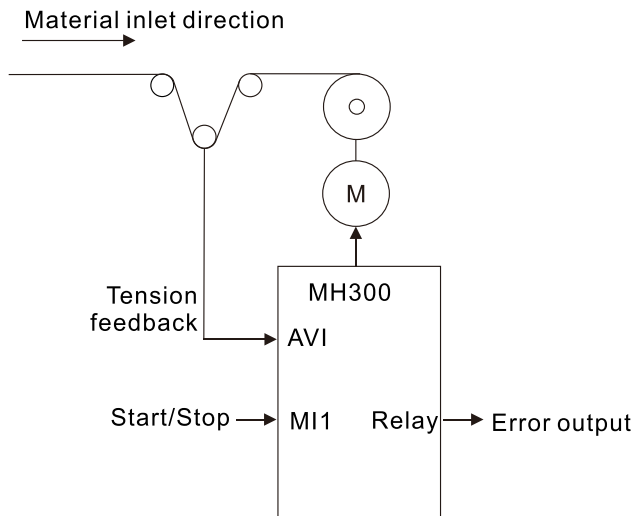 Material inlet direction
M
MH300
Tension
feedback
AVI
Start/Stop
MI1
Relay
Error output